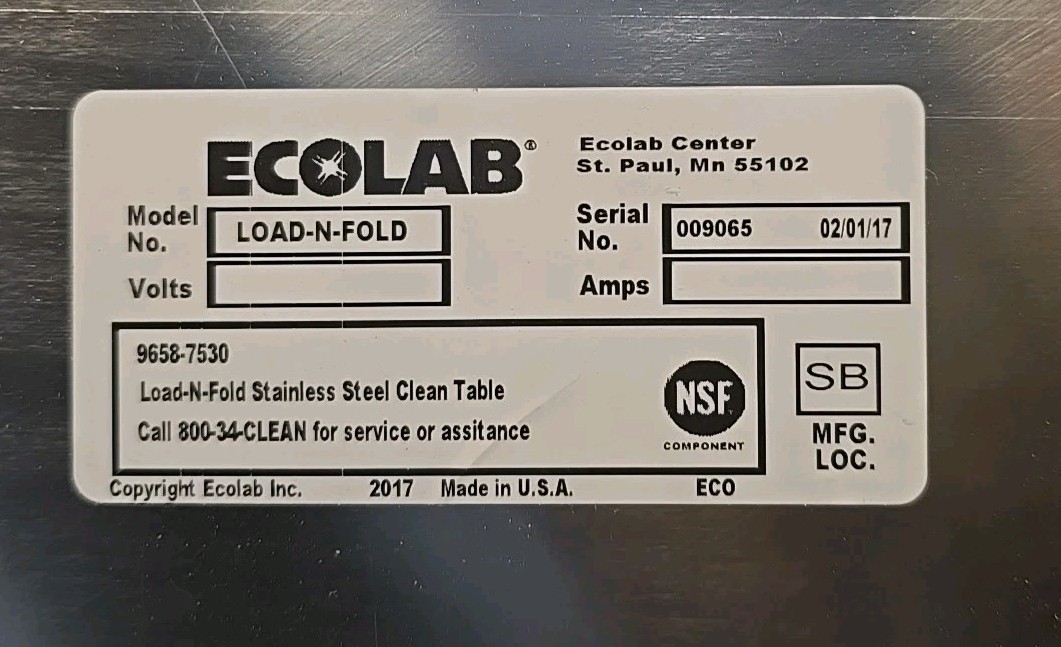 ECOLAB®
Ecolab Center
St. Paul, Mn 55102
Model No. LOAD-N-FOLD
Serial No. 009065 02/01/17
Volts
Amps
9658-7530
Load-N-Fold Stainless Steel Clean Table
Call 800-34-CLEAN for service or assitance
NSF
COMPONENT
SB
MFG.
LOC.
Copyright Ecolab Inc. 2017 Made in U.S.A. ECO